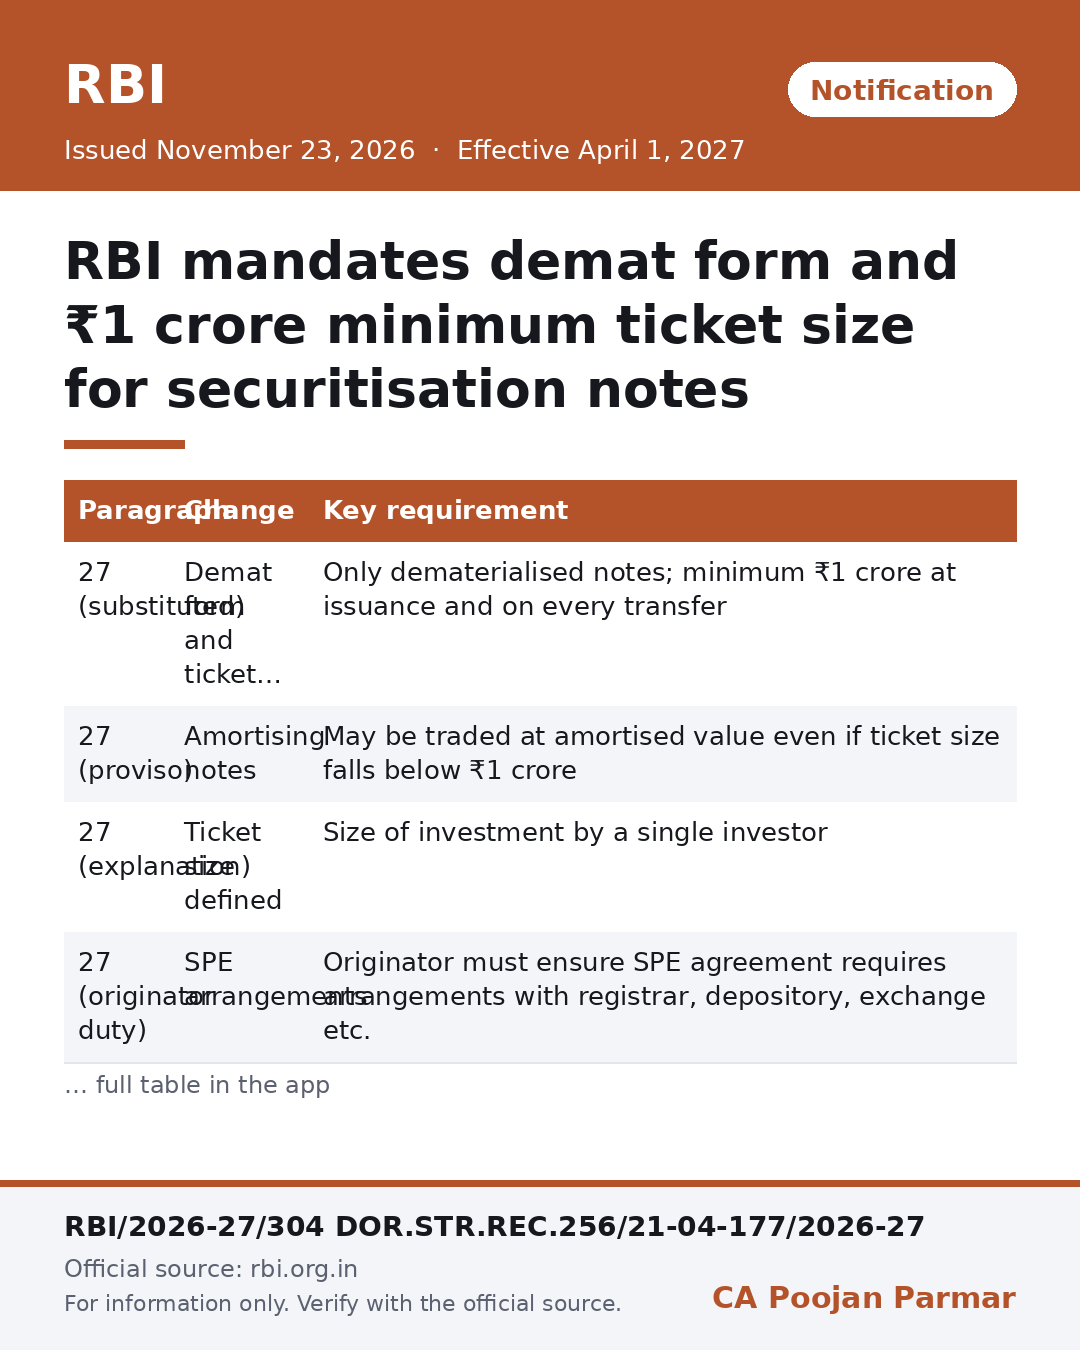 RBI
Notification
Issued November 23, 2026 · Effective April 1, 2027
RBI mandates demat form and
₹1 crore minimum ticket size
for securitisation notes
Paragraph Change Key requirement
27 Demat Only dematerialised notes; minimum ₹1 crore at
(substituted) form issuance and on every transfer
and
ticket…
27 Amortising May be traded at amortised value even if ticket size
(proviso) notes falls below ₹1 crore
27 Ticket Size of investment by a single investor
(explanation) size
defined
27 SPE Originator must ensure SPE agreement requires
(originator arrangements arrangements with registrar, depository, exchange
duty) etc.
… full table in the app
RBI/2026-27/304 DOR.STR.REC.256/21-04-177/2026-27
Official source: rbi.org.in
For information only. Verify with the official source.
CA Poojan Parmar